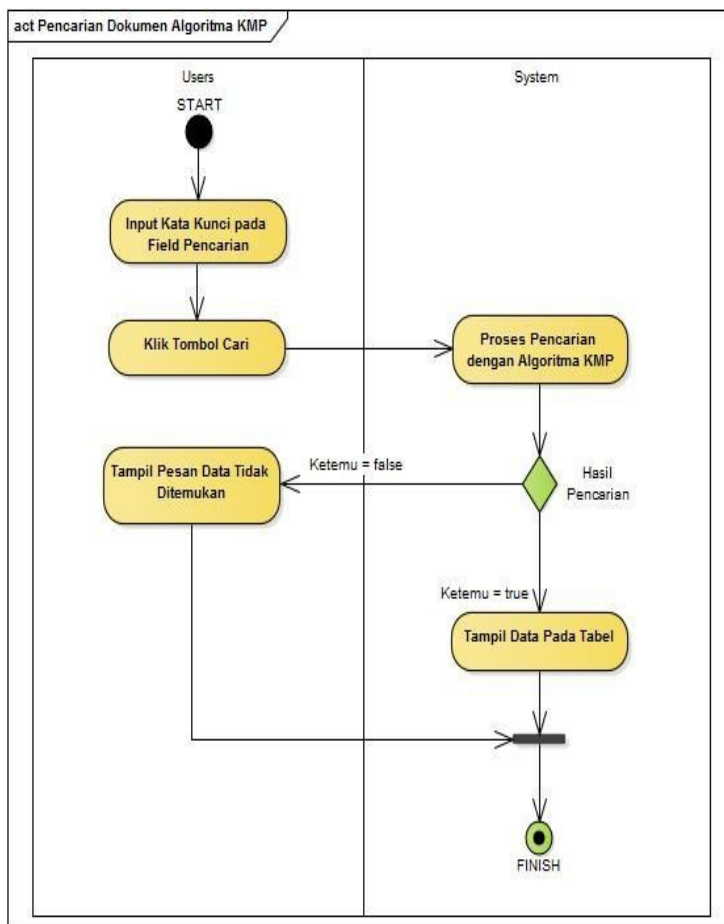 act Pencarian Dokumen Algoritma KMP
Users
System
START
Input Kata Kunci pada
Field Pencarian
Klik Tombol Cari
Proses Pencarian
dengan Algoritma KMP
Ketemu = false
Hasil
Pencarian
Tampil Pesan Data Tidak
Ditemukan
Ketemu = true
Tampil Data Pada Tabel
FINISH